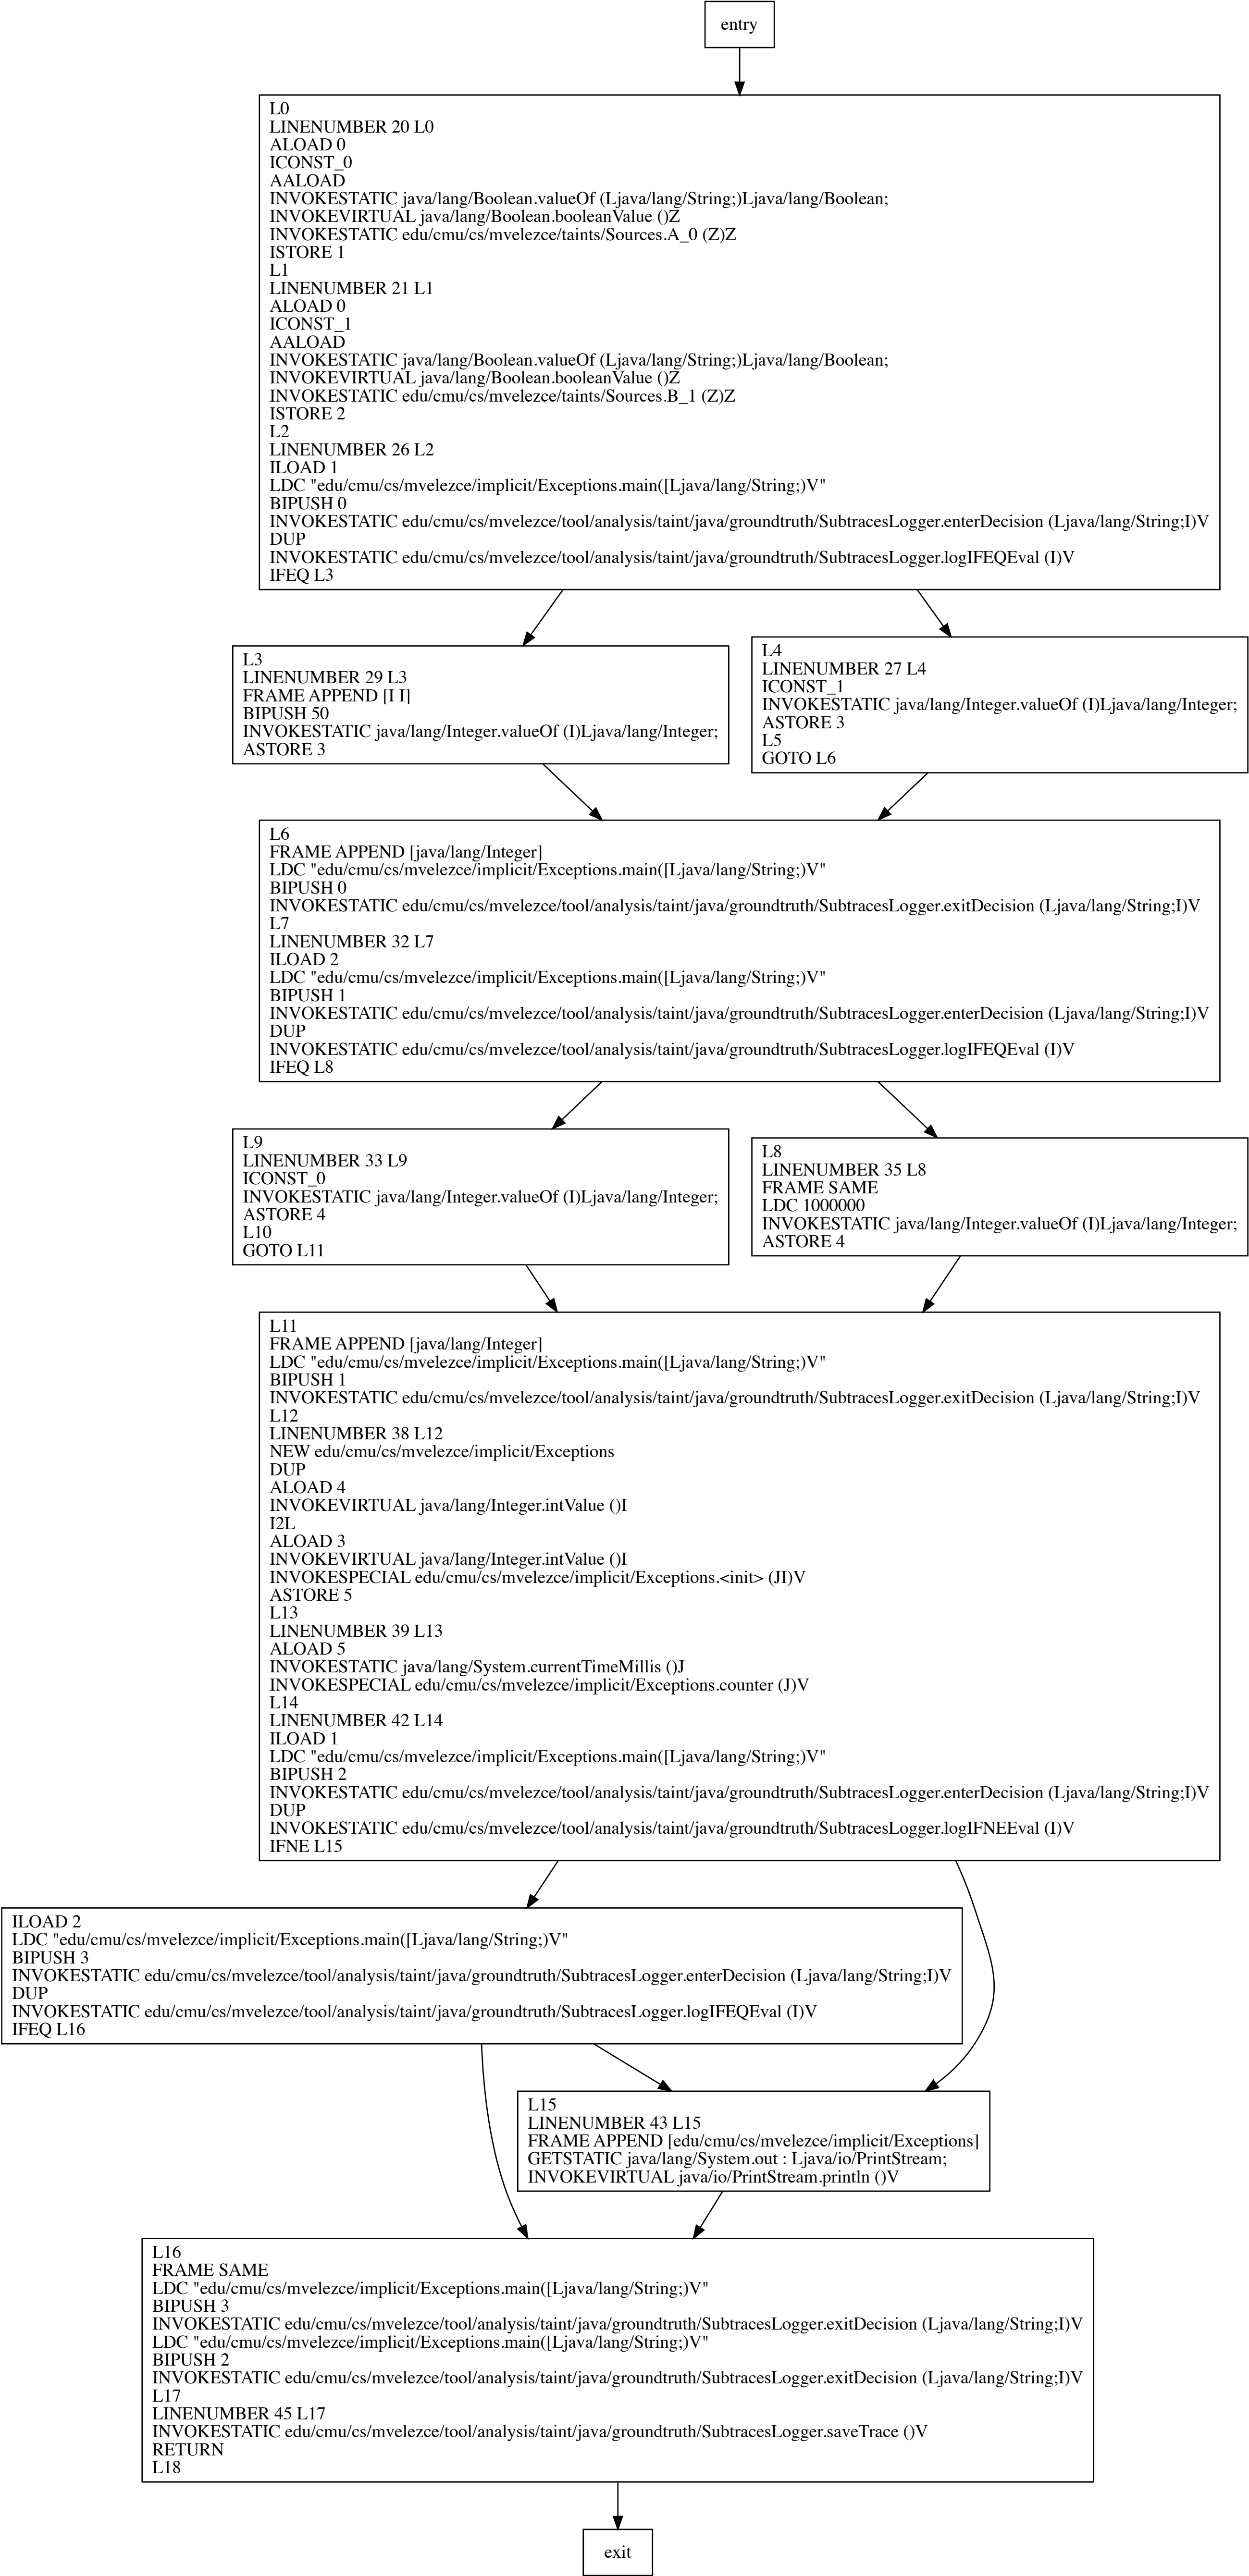 entry
L0
LINENUMBER 20 L0
ALOAD 0
ICONST_0
AALOAD
INVOKESTATIC java/lang/Boolean.valueOf (Ljava/lang/String;)Ljava/lang/Boolean;
INVOKEVIRTUAL java/lang/Boolean.booleanValue ()Z
INVOKESTATIC edu/cmu/cs/mvelezce/taints/Sources.A_0 (Z)Z
ISTORE 1
L1
LINENUMBER 21 L1
ALOAD 0
ICONST_1
AALOAD
INVOKESTATIC java/lang/Boolean.valueOf (Ljava/lang/String;)Ljava/lang/Boolean;
INVOKEVIRTUAL java/lang/Boolean.booleanValue ()Z
INVOKESTATIC edu/cmu/cs/mvelezce/taints/Sources.B_1 (Z)Z
ISTORE 2
L2
LINENUMBER 26 L2
ILOAD 1
LDC "edu/cmu/cs/mvelezce/implicit/Exceptions.main([Ljava/lang/String;)V"
BIPUSH 0
INVOKESTATIC edu/cmu/cs/mvelezce/tool/analysis/taint/java/groundtruth/SubtracesLogger.enterDecision (Ljava/lang/String;I)V
DUP
INVOKESTATIC edu/cmu/cs/mvelezce/tool/analysis/taint/java/groundtruth/SubtracesLogger.logIFEQEval (I)V
IFEQ L3
L3
LINENUMBER 29 L3
FRAME APPEND [I I]
BIPUSH 50
INVOKESTATIC java/lang/Integer.valueOf (I)Ljava/lang/Integer;
ASTORE 3
L4
LINENUMBER 27 L4
ICONST_1
INVOKESTATIC java/lang/Integer.valueOf (I)Ljava/lang/Integer;
ASTORE 3
L5
GOTO L6
L6
FRAME APPEND [java/lang/Integer]
LDC "edu/cmu/cs/mvelezce/implicit/Exceptions.main([Ljava/lang/String;)V"
BIPUSH 0
INVOKESTATIC edu/cmu/cs/mvelezce/tool/analysis/taint/java/groundtruth/SubtracesLogger.exitDecision (Ljava/lang/String;I)V
L7
LINENUMBER 32 L7
ILOAD 2
LDC "edu/cmu/cs/mvelezce/implicit/Exceptions.main([Ljava/lang/String;)V"
BIPUSH 1
INVOKESTATIC edu/cmu/cs/mvelezce/tool/analysis/taint/java/groundtruth/SubtracesLogger.enterDecision (Ljava/lang/String;I)V
DUP
INVOKESTATIC edu/cmu/cs/mvelezce/tool/analysis/taint/java/groundtruth/SubtracesLogger.logIFEQEval (I)V
IFEQ L8
L9
LINENUMBER 33 L9
ICONST_0
INVOKESTATIC java/lang/Integer.valueOf (I)Ljava/lang/Integer;
ASTORE 4
L10
GOTO L11
L8
LINENUMBER 35 L8
FRAME SAME
LDC 1000000
INVOKESTATIC java/lang/Integer.valueOf (I)Ljava/lang/Integer;
ASTORE 4
L11
FRAME APPEND [java/lang/Integer]
LDC "edu/cmu/cs/mvelezce/implicit/Exceptions.main([Ljava/lang/String;)V"
BIPUSH 1
INVOKESTATIC edu/cmu/cs/mvelezce/tool/analysis/taint/java/groundtruth/SubtracesLogger.exitDecision (Ljava/lang/String;I)V
L12
LINENUMBER 38 L12
NEW edu/cmu/cs/mvelezce/implicit/Exceptions
DUP
ALOAD 4
INVOKEVIRTUAL java/lang/Integer.intValue ()I
I2L
ALOAD 3
INVOKEVIRTUAL java/lang/Integer.intValue ()I
INVOKESPECIAL edu/cmu/cs/mvelezce/implicit/Exceptions.<init> (JI)V
ASTORE 5
L13
LINENUMBER 39 L13
ALOAD 5
INVOKESTATIC java/lang/System.currentTimeMillis ()J
INVOKESPECIAL edu/cmu/cs/mvelezce/implicit/Exceptions.counter (J)V
L14
LINENUMBER 42 L14
ILOAD 1
LDC "edu/cmu/cs/mvelezce/implicit/Exceptions.main([Ljava/lang/String;)V"
BIPUSH 2
INVOKESTATIC edu/cmu/cs/mvelezce/tool/analysis/taint/java/groundtruth/SubtracesLogger.enterDecision (Ljava/lang/String;I)V
DUP
INVOKESTATIC edu/cmu/cs/mvelezce/tool/analysis/taint/java/groundtruth/SubtracesLogger.logIFNEEval (I)V
IFNE L15
ILOAD 2
LDC "edu/cmu/cs/mvelezce/implicit/Exceptions.main([Ljava/lang/String;)V"
BIPUSH 3
INVOKESTATIC edu/cmu/cs/mvelezce/tool/analysis/taint/java/groundtruth/SubtracesLogger.enterDecision (Ljava/lang/String;I)V
DUP
INVOKESTATIC edu/cmu/cs/mvelezce/tool/analysis/taint/java/groundtruth/SubtracesLogger.logIFEQEval (I)V
IFEQ L16
L15
LINENUMBER 43 L15
FRAME APPEND [edu/cmu/cs/mvelezce/implicit/Exceptions]
GETSTATIC java/lang/System.out : Ljava/io/PrintStream;
INVOKEVIRTUAL java/io/PrintStream.println ()V
L16
FRAME SAME
LDC "edu/cmu/cs/mvelezce/implicit/Exceptions.main([Ljava/lang/String;)V"
BIPUSH 3
INVOKESTATIC edu/cmu/cs/mvelezce/tool/analysis/taint/java/groundtruth/SubtracesLogger.exitDecision (Ljava/lang/String;I)V
LDC "edu/cmu/cs/mvelezce/implicit/Exceptions.main([Ljava/lang/String;)V"
BIPUSH 2
INVOKESTATIC edu/cmu/cs/mvelezce/tool/analysis/taint/java/groundtruth/SubtracesLogger.exitDecision (Ljava/lang/String;I)V
L17
LINENUMBER 45 L17
INVOKESTATIC edu/cmu/cs/mvelezce/tool/analysis/taint/java/groundtruth/SubtracesLogger.saveTrace ()V
RETURN
L18
exit